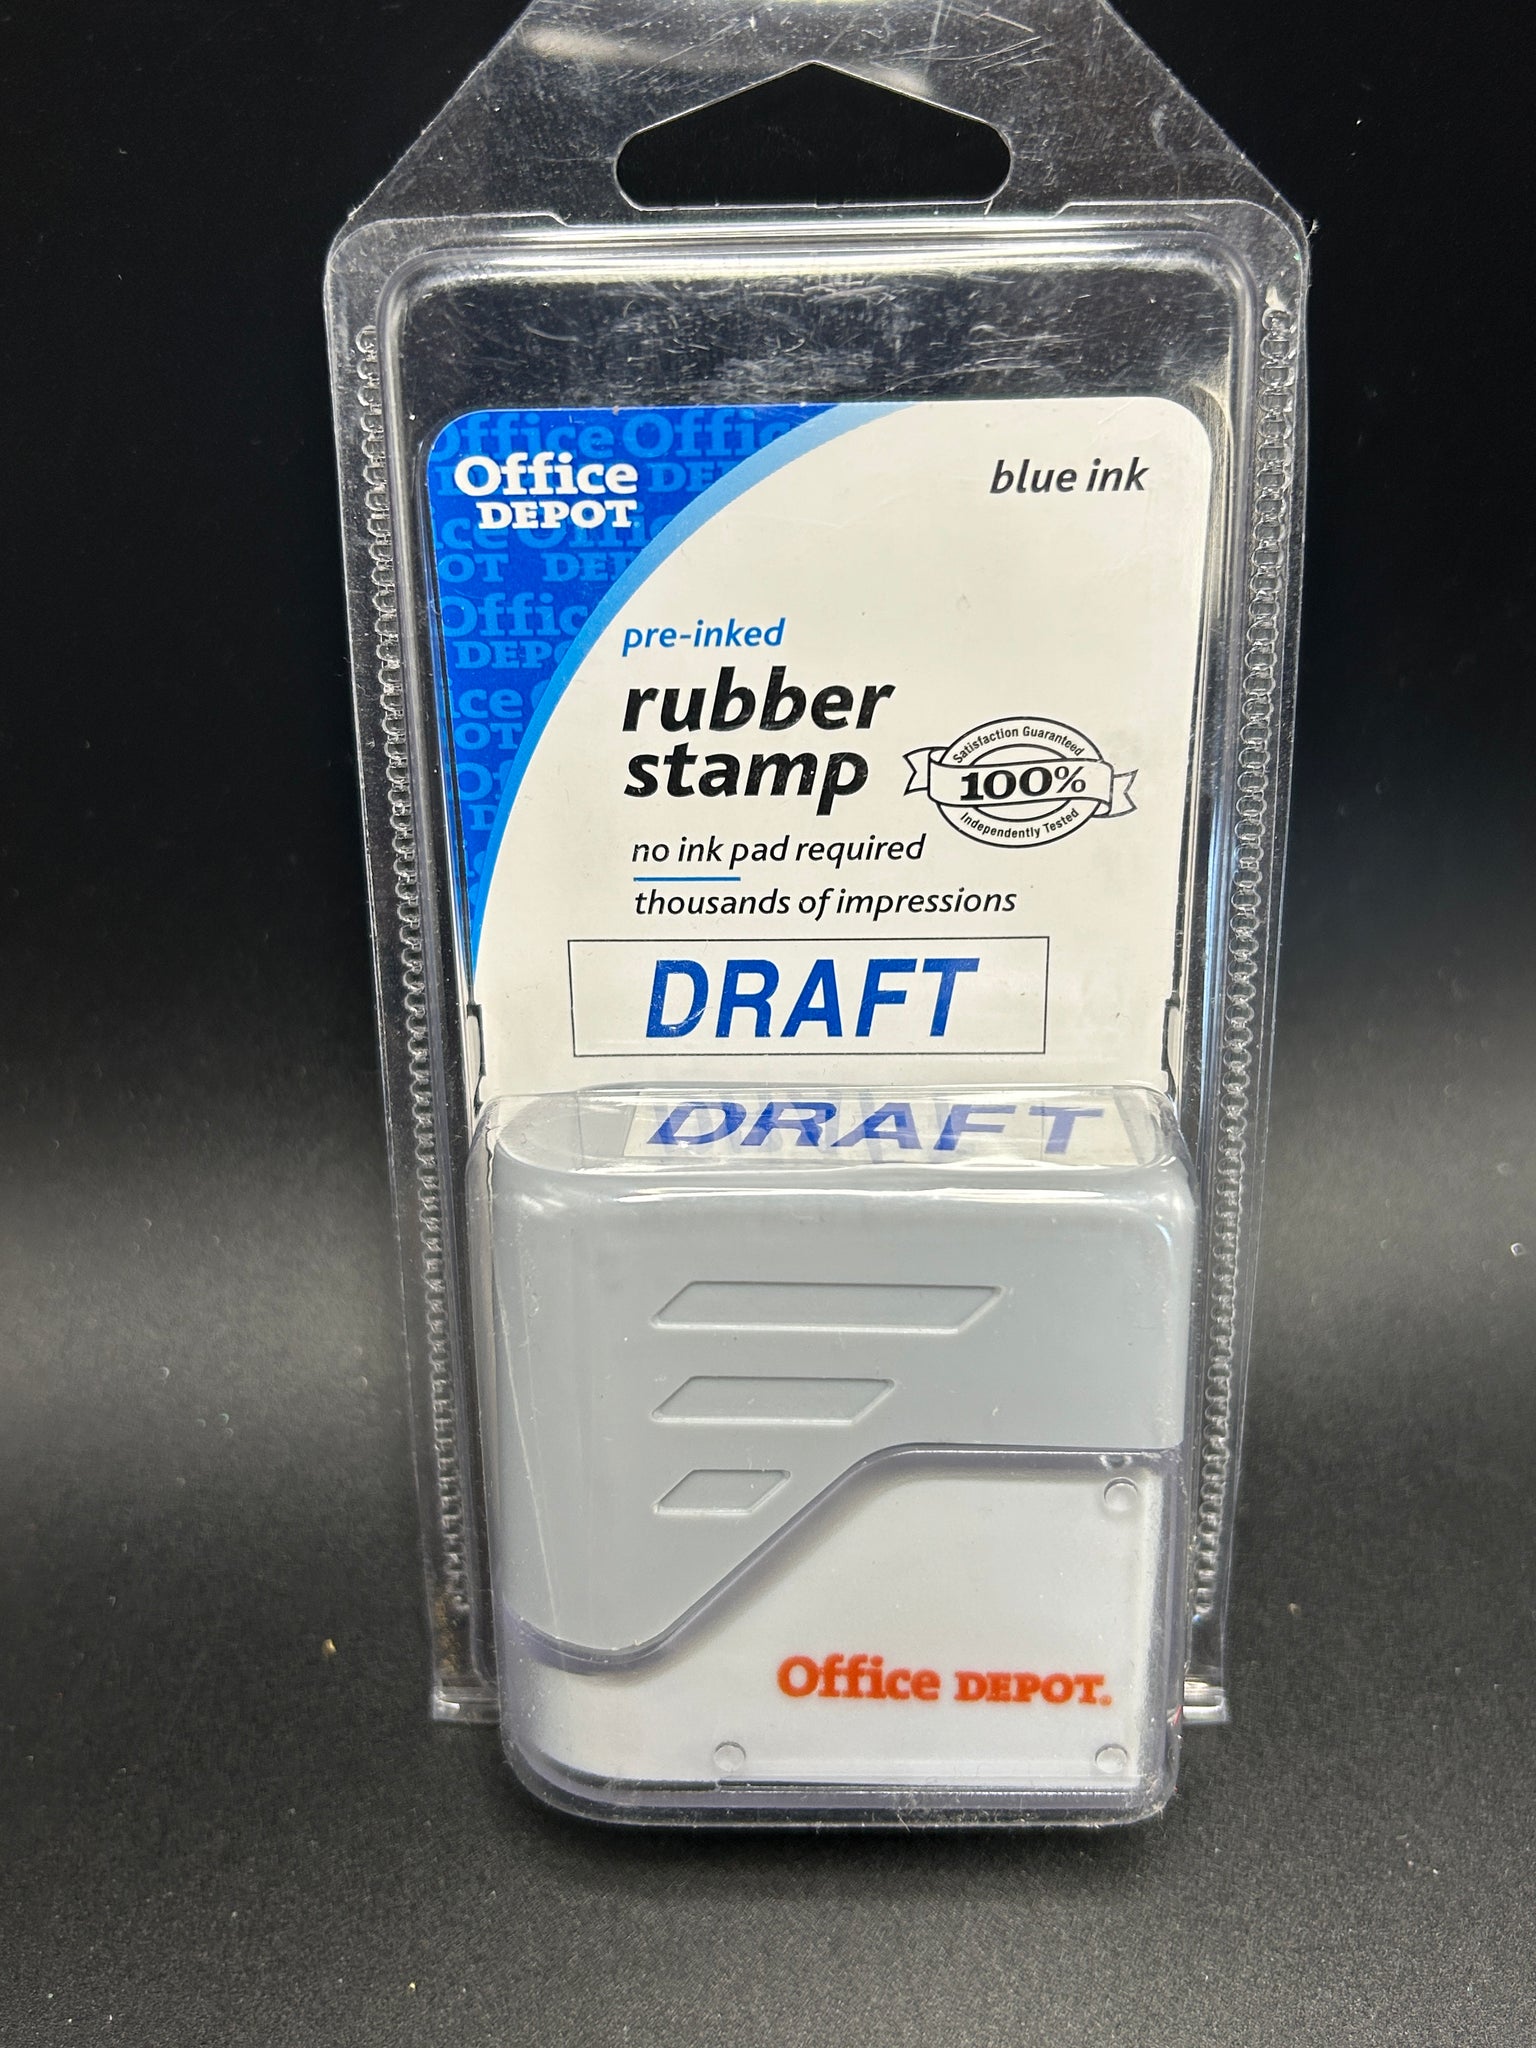 Office
DEPOT
blue ink
pre-inked
rubber
stamp
Satisfaction Guaranteed
100%
Independently Tested
no ink pad required
thousands of impressions
DRAFT
DRAFT
Office DEPOT.